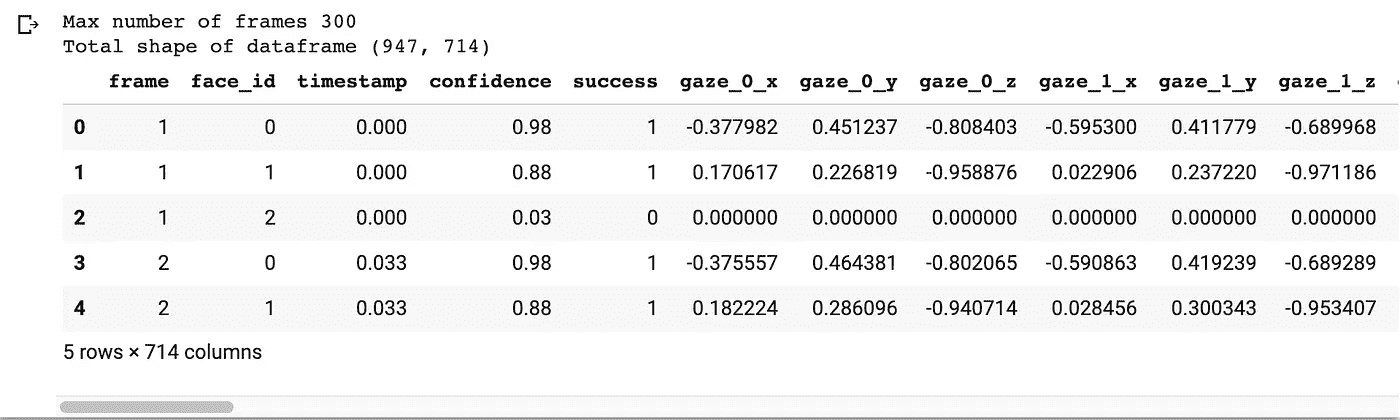 Max number of frames 300
Total shape of dataframe (947, 714)
frame face_id timestamp confidence success gaze_0_x gaze_0_y gaze_0_z gaze_1_x gaze_1_y gaze_1_z
0 1 0 0.000 0.98 1 -0.377982 0.451237 -0.808403 -0.595300 0.411779 -0.689968
1 1 1 0.000 0.88 1 0.170617 0.226819 -0.958876 0.022906 0.237220 -0.971186
2 1 2 0.000 0.03 0 0.000000 0.000000 0.000000 0.000000 0.000000 0.000000
3 2 0 0.033 0.98 1 -0.375557 0.464381 -0.802065 -0.590863 0.419239 -0.689289
4 2 1 0.033 0.88 1 0.182224 0.286096 -0.940714 0.028456 0.300343 -0.953407
5 rows × 714 columns